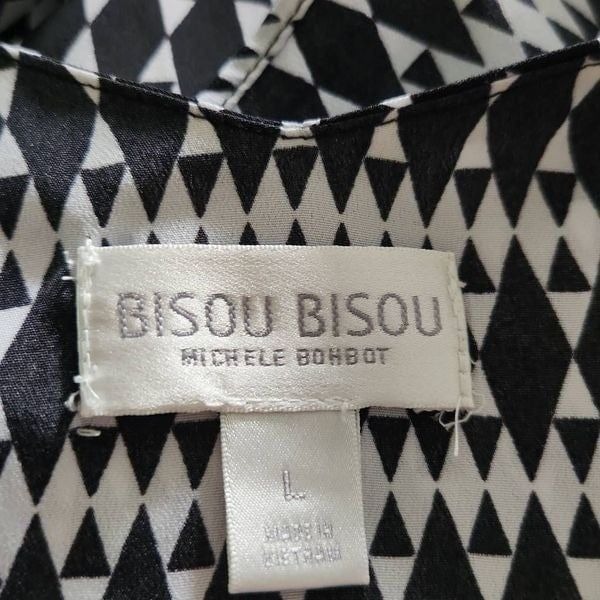 BISOU BISOU
MICHELE BOHBOT
L
MADE IN
VIETNAM